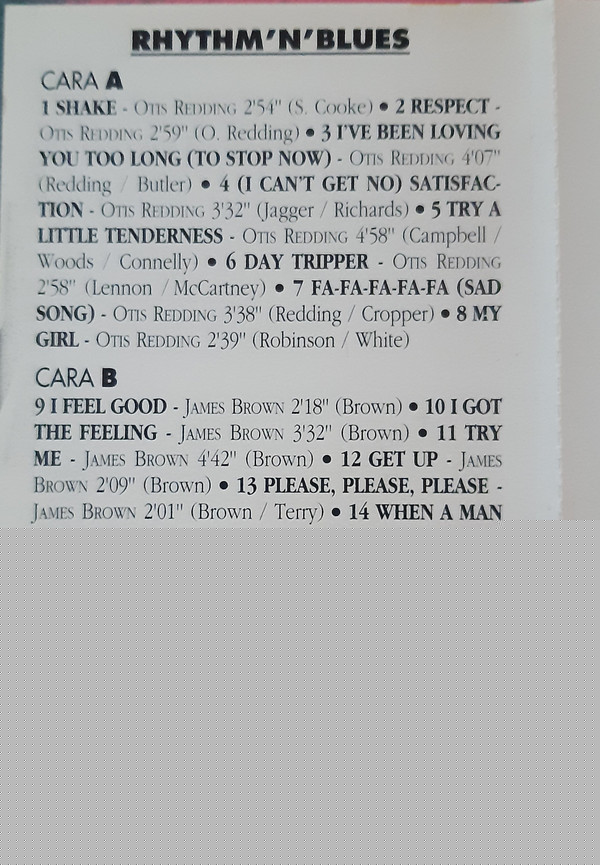 RHYTHM'N'BLUES
CARA A
1 SHAKE - OTIS REDDING 2'54" (S. Cooke) ● 2 RESPECT -
OTIS REDDING 2'59" (O. Redding) ● 3 I'VE BEEN LOVING
YOU TOO LONG (TO STOP NOW) - OTIS REDDING 4'07"
(Redding / Butler) ● 4 (I CAN'T GET NO) SATISFAC-
TION - OTIS REDDING 3'32" (Jagger / Richards) ● 5 TRY A
LITTLE TENDERNESS - OTIS REDDING 4'58" (Campbell /
Woods / Connelly) ● 6 DAY TRIPPER - OTIS REDDING
2'58" (Lennon / McCartney) ● 7 FA-FA-FA-FA-FA (SAD
SONG) - OTIS REDDING 3'38" (Redding / Cropper) ● 8 MY
GIRL - OTIS REDDING 2'39" (Robinson / White)
CARA B
9 I FEEL GOOD - JAMES BROWN 2'18" (Brown) ● 10 I GOT
THE FEELING - JAMES BROWN 3'32" (Brown) ● 11 TRY
ME - JAMES BROWN 4'42" (Brown) ● 12 GET UP - JAMES
BROWN 2'09" (Brown) ● 13 PLEASE, PLEASE, PLEASE -
JAMES BROWN 2'01" (Brown / Terry) ● 14 WHEN A MAN